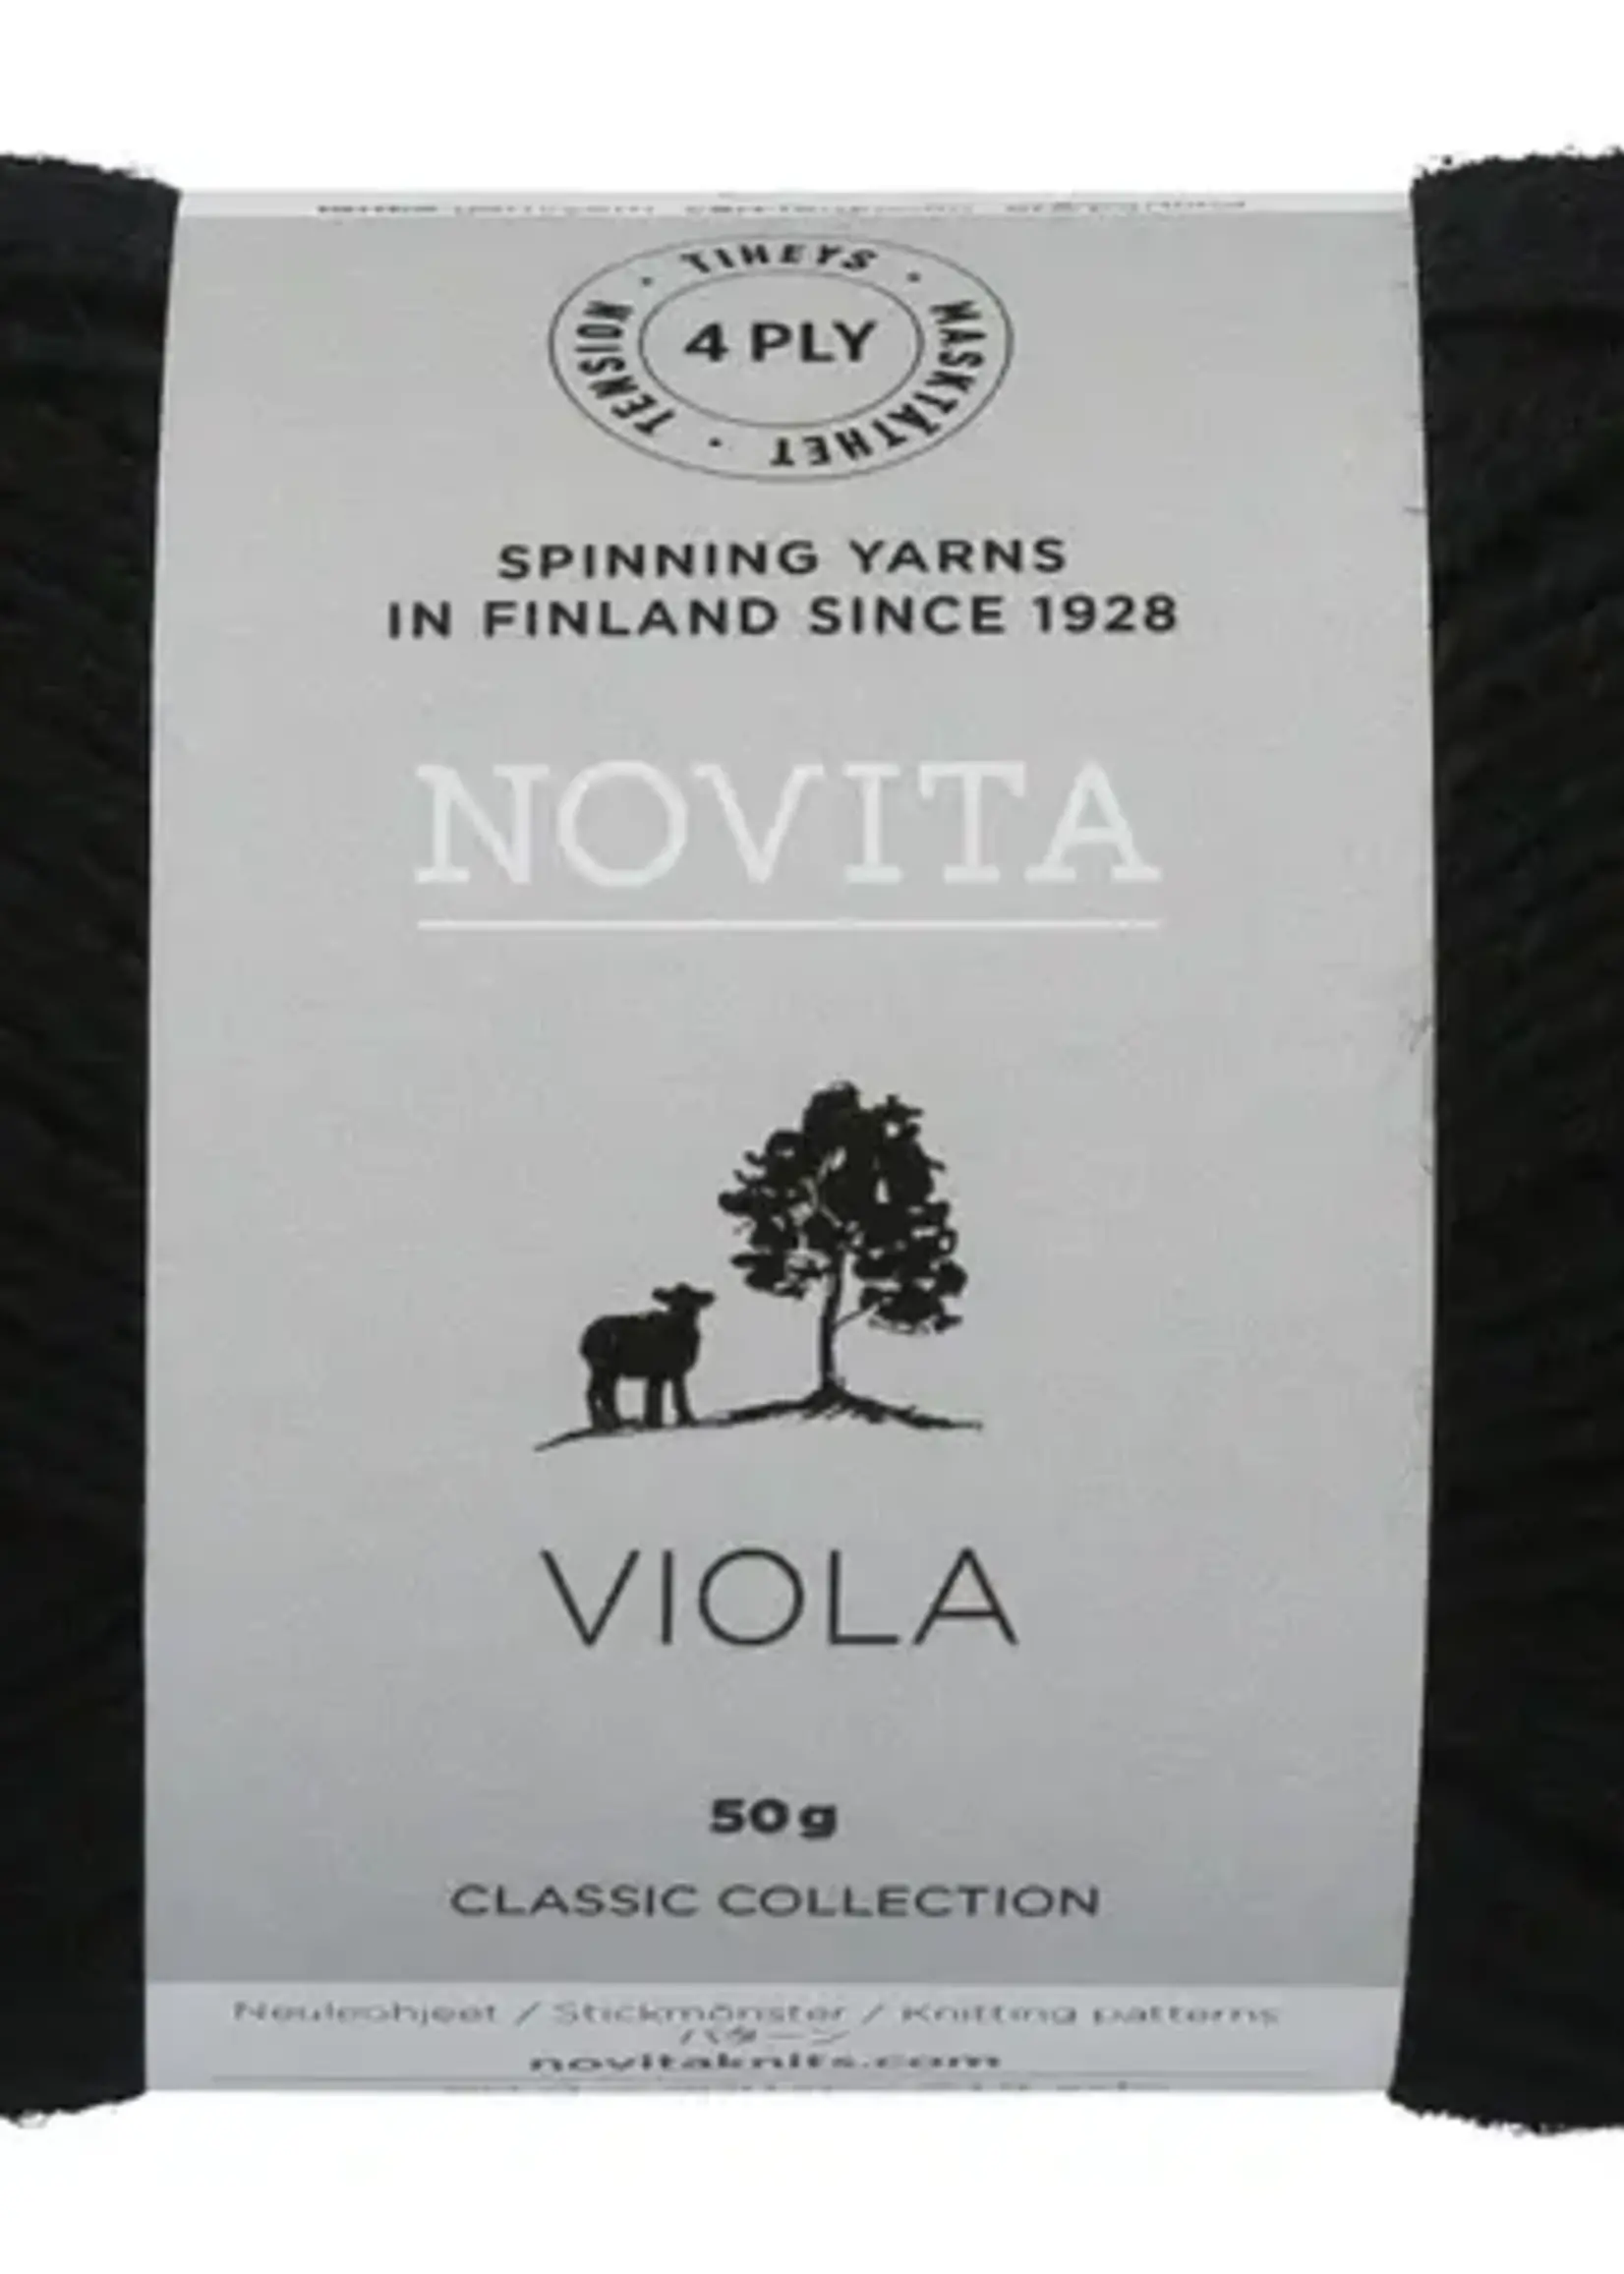 TIHEYS · MASKTÄTHET · TENSION
4 PLY
SPINNING YARNS
IN FINLAND SINCE 1928
NOVITA
VIOLA
50g
CLASSIC COLLECTION
Neuleohjeet / Stickmönster / Knitting patterns
パターン
novitaknits.com